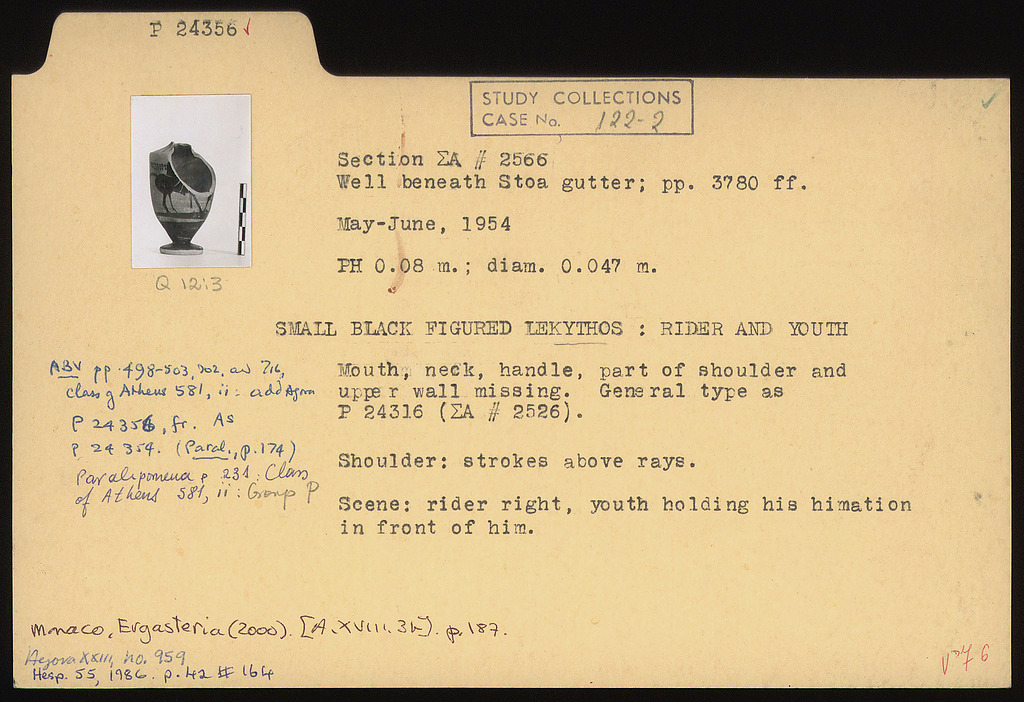 P 24356 ✓
STUDY COLLECTIONS
CASE No. 122-2
Section ΣA # 2566
Well beneath Stoa gutter; pp. 3780 ff.
May-June, 1954
PH 0.08 m.; diam. 0.047 m.
Q 12:3
SMALL BLACK FIGURED LEKYTHOS : RIDER AND YOUTH
Mouth, neck, handle, part of shoulder and
upper wall missing. General type as
P 24316 (ΣA # 2526).
Shoulder: strokes above rays.
Scene: rider right, youth holding his himation
in front of him.
ABV pp. 498-503, 702, and 716,
class of Athens 581, ii: add Agora
P 24356, fr. As
P 24354. (Paral., p.174)
Paralipomena p 231: Class
of Athens 581, ii: Group P
Monaco, Ergasteria (2000). [A.XVIII.3]. p.187.
Agora XXIII, no. 959
Hesp. 55, 1986. p.42 # 164
76